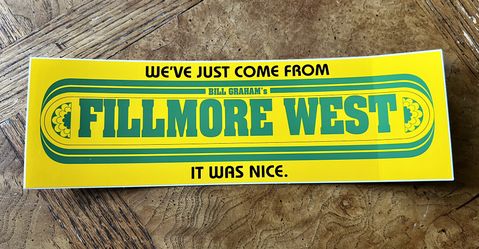 WE'VE JUST COME FROM
BILL GRAHAM's
FILLMORE WEST
IT WAS NICE.